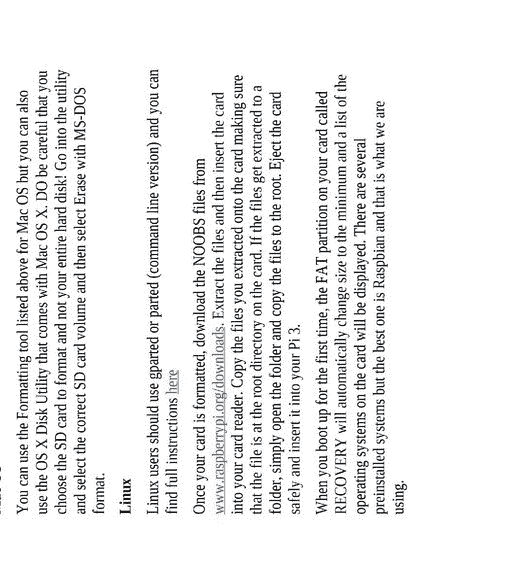 You can use the Formatting tool listed above for Mac OS but you can also
use the OS X Disk Utility that comes with Mac OS X. DO be careful that you
choose the SD card to format and not your entire hard disk! Go into the utility
and select the correct SD card volume and then select Erase with MS-DOS
format.
Linux
Linux users should use gparted or parted (command line version) and you can
find full instructions here
Once your card is formatted, download the NOOBS files from
www.raspberrypi.org/downloads. Extract the files and then insert the card
into your card reader. Copy the files you extracted onto the card making sure
that the file is at the root directory on the card. If the files get extracted to a
folder, simply open the folder and copy the files to the root. Eject the card
safely and insert it into your Pi 3.
When you boot up for the first time, the FAT partition on your card called
RECOVERY will automatically change size to the minimum and a list of the
operating systems on the card will be displayed. There are several
preinstalled systems but the best one is Raspbian and that is what we are
using.